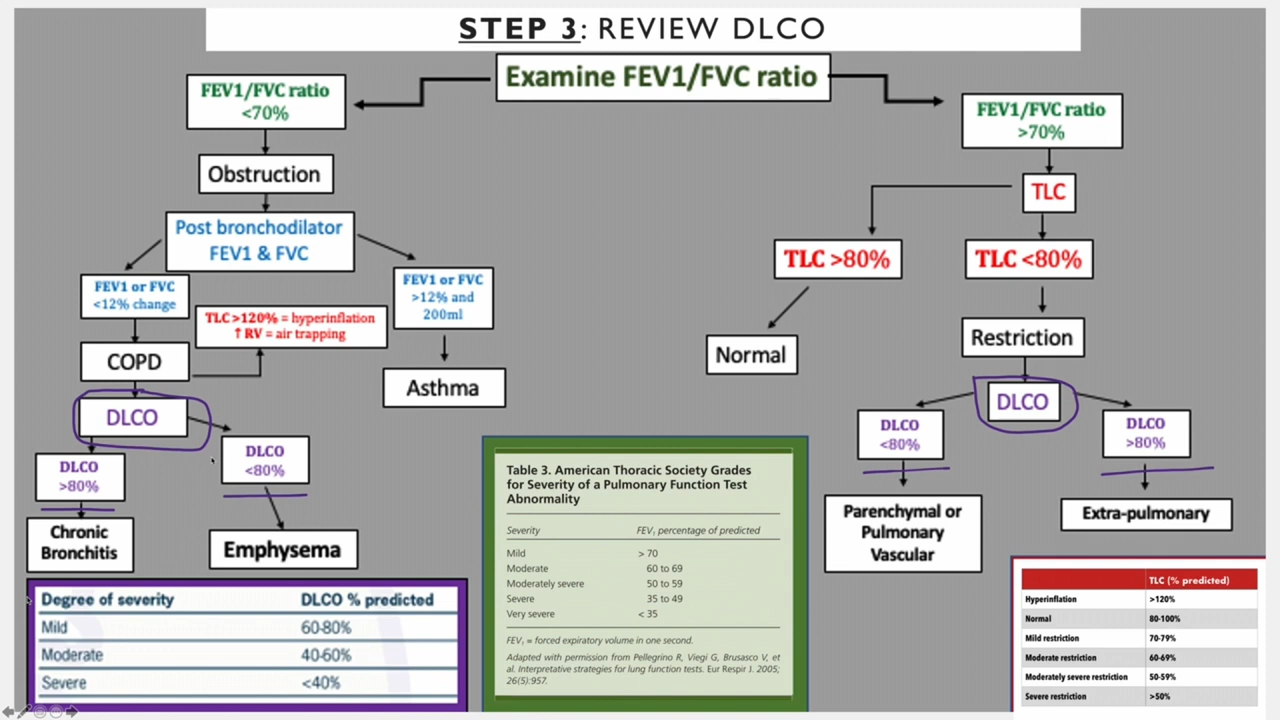 STEP 3: REVIEW DLCO
Examine FEV1/FVC ratio
FEV1/FVC ratio
<70%
Obstruction
Post bronchodilator
FEV1 & FVC
FEV1 or FVC
<12% change
TLC >120% = hyperinflation
↑ RV = air trapping
FEV1 or FVC
>12% and
200ml
COPD
Asthma
DLCO
DLCO
>80%
DLCO
<80%
Chronic
Bronchitis
Emphysema
FEV1/FVC ratio
>70%
TLC
TLC >80%
TLC <80%
Normal
Restriction
DLCO
DLCO
<80%
DLCO
>80%
Parenchymal or
Pulmonary
Vascular
Extra-pulmonary
Degree of severity DLCO % predicted
Mild 60-80%
Moderate 40-60%
Severe <40%
Table 3. American Thoracic Society Grades
for Severity of a Pulmonary Function Test
Abnormality
Severity FEV₁ percentage of predicted
Mild > 70
Moderate 60 to 69
Moderately severe 50 to 59
Severe 35 to 49
Very severe < 35
FEV₁ = forced expiratory volume in one second.
Adapted with permission from Pellegrino R, Viegi G, Brusasco V, et
al. Interpretative strategies for lung function tests. Eur Respir J. 2005;
26(5):957.
TLC (% predicted)
Hyperinflation >120%
Normal 80-100%
Mild restriction 70-79%
Moderate restriction 60-69%
Moderately severe restriction 50-59%
Severe restriction >50%